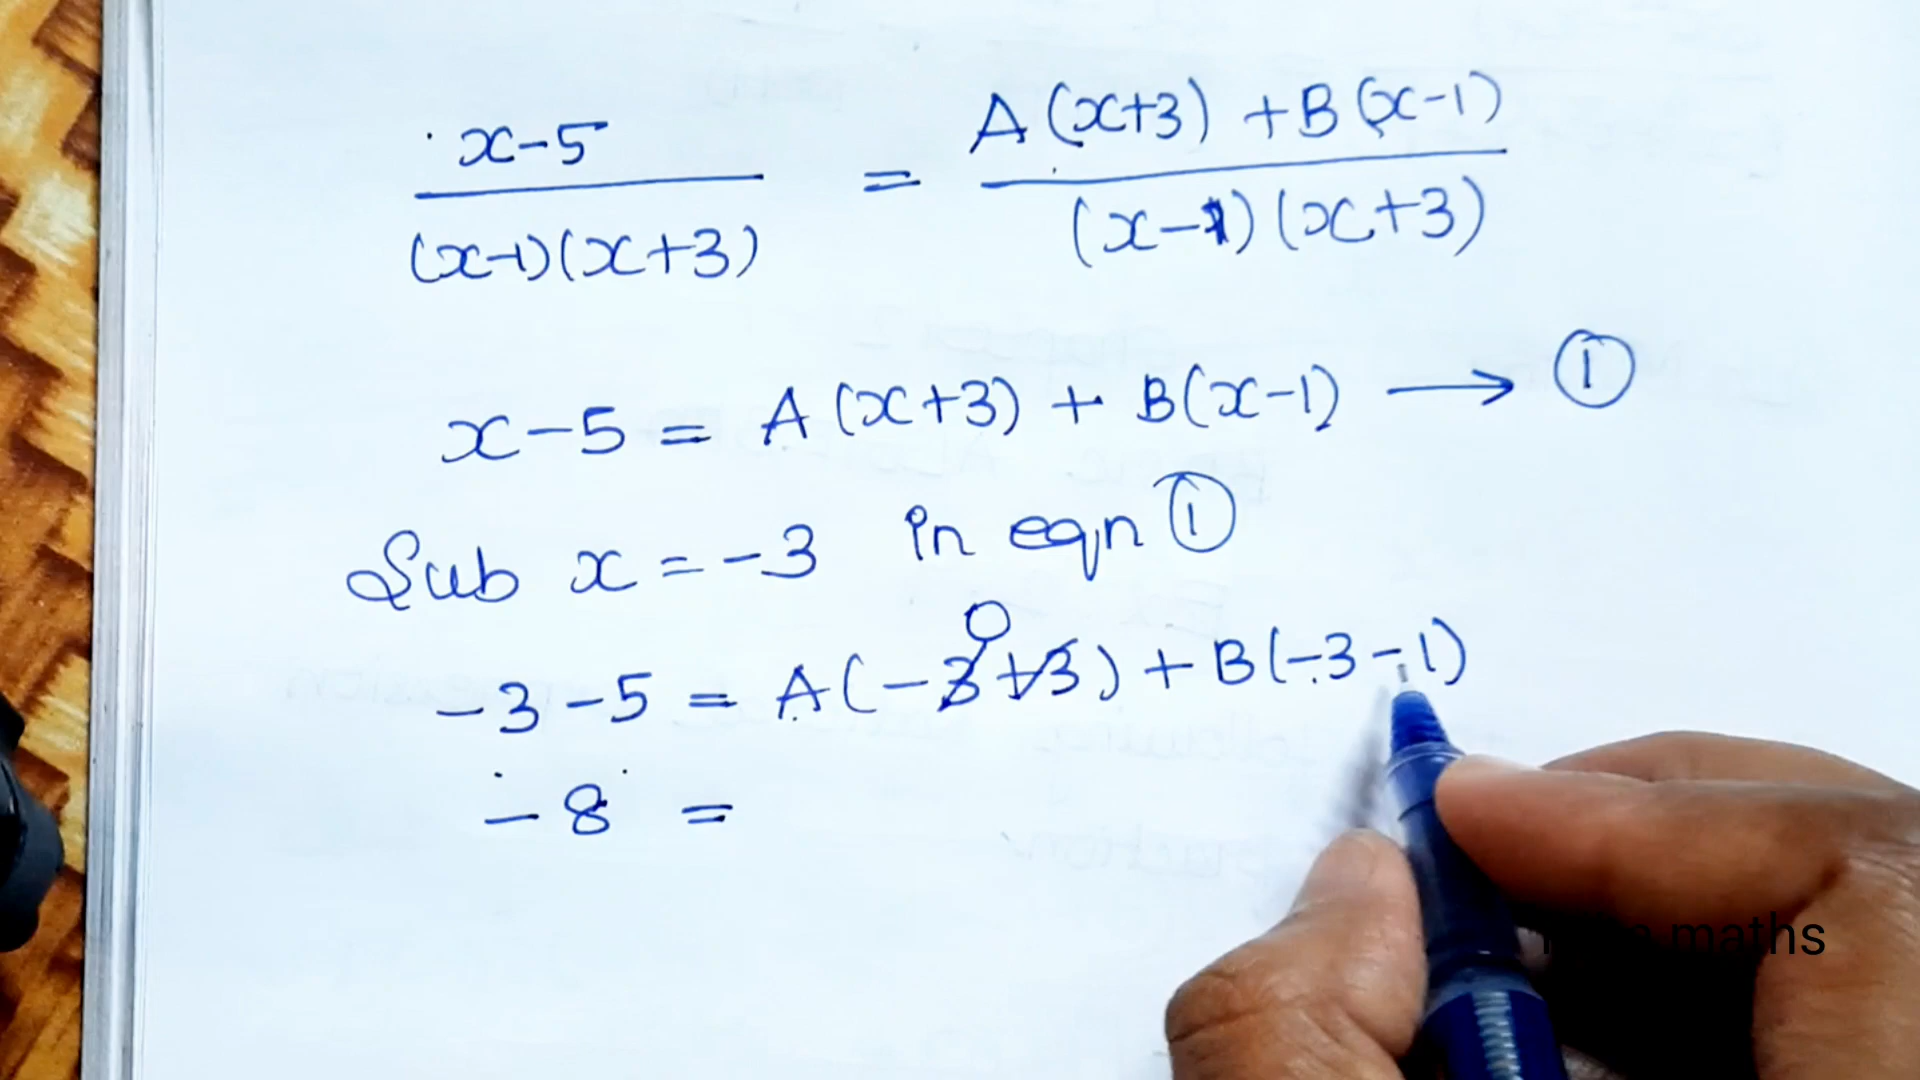 x-5 / (x-1)(x+3) = A(x+3) + B(x-1) / (x-1)(x+3)
x-5 = A(x+3) + B(x-1) → ①
Sub x = -3 in eqn ①
0
-3-5 = A(-3+3) + B(-3-1)
-8 =
maths